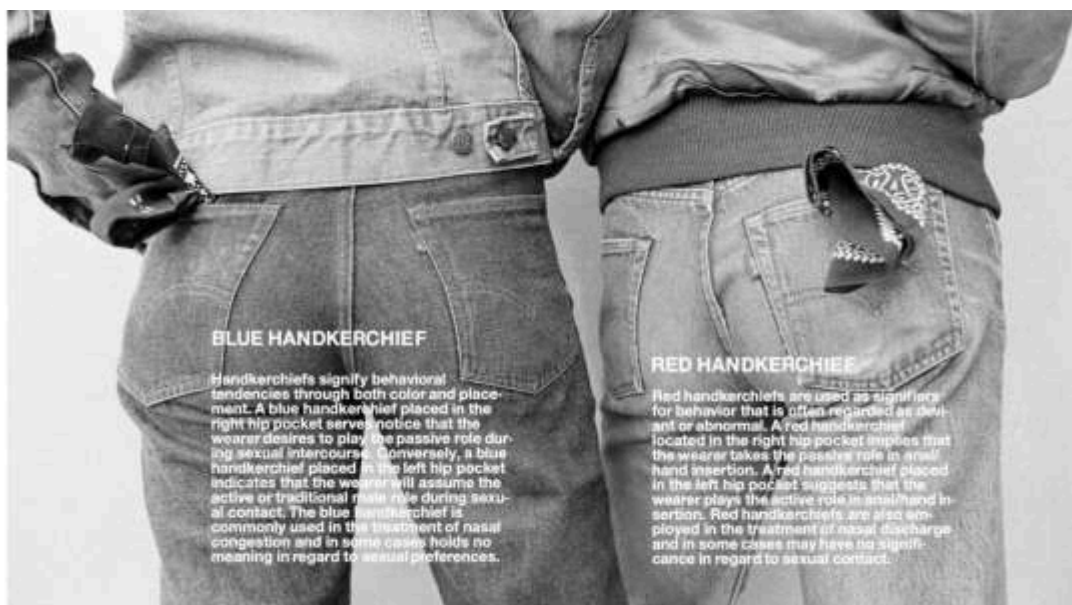 BLUE HANDKERCHIEF
Handkerchiefs signify behavioral
tendencies through both color and place-
ment. A blue handkerchief placed in the
right hip pocket serves notice that the
wearer desires to play the passive role dur-
ing sexual intercourse. Conversely, a blue
handkerchief placed in the left hip pocket
indicates that the wearer will assume the
active or traditional male role during sexu-
al contact. The blue handkerchief is
commonly used in the treatment of nasal
congestion and in some cases holds no
meaning in regard to sexual preferences.
RED HANDKERCHIEF
Red handkerchiefs are used as signifiers
for behavior that is often regarded as devi-
ant or abnormal. A red handkerchief
located in the right hip pocket implies that
the wearer takes the passive role in anal/
hand insertion. A red handkerchief placed
in the left hip pocket suggests that the
wearer plays the active role in anal/hand in-
sertion. Red handkerchiefs are also em-
ployed in the treatment of nasal discharge
and in some cases may have no signifi-
cance in regard to sexual contact.